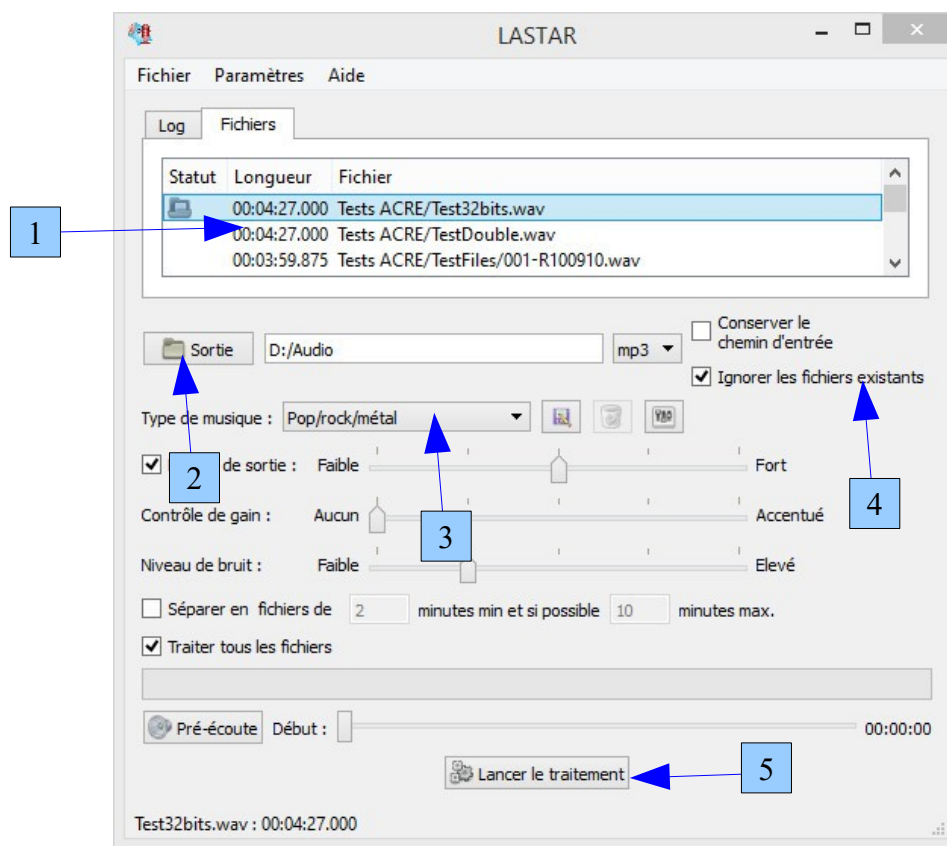 LASTAR
Fichier Paramètres Aide
Log Fichiers
Statut Longueur Fichier
00:04:27.000 Tests ACRE/Test32bits.wav
1
00:04:27.000 Tests ACRE/TestDouble.wav
00:03:59.875 Tests ACRE/TestFiles/001-R100910.wav
Conserver le
chemin d'entrée
Sortie D:/Audio mp3
Ignorer les fichiers existants
Type de musique : Pop/rock/métal
2 de sortie : Faible Fort
4
Contrôle de gain : Aucun Accentué
3
Niveau de bruit : Faible Elevé
Séparer en fichiers de 2 minutes min et si possible 10 minutes max.
Traiter tous les fichiers
Pré-écoute Début : 00:00:00
Lancer le traitement 5
Test32bits.wav : 00:04:27.000